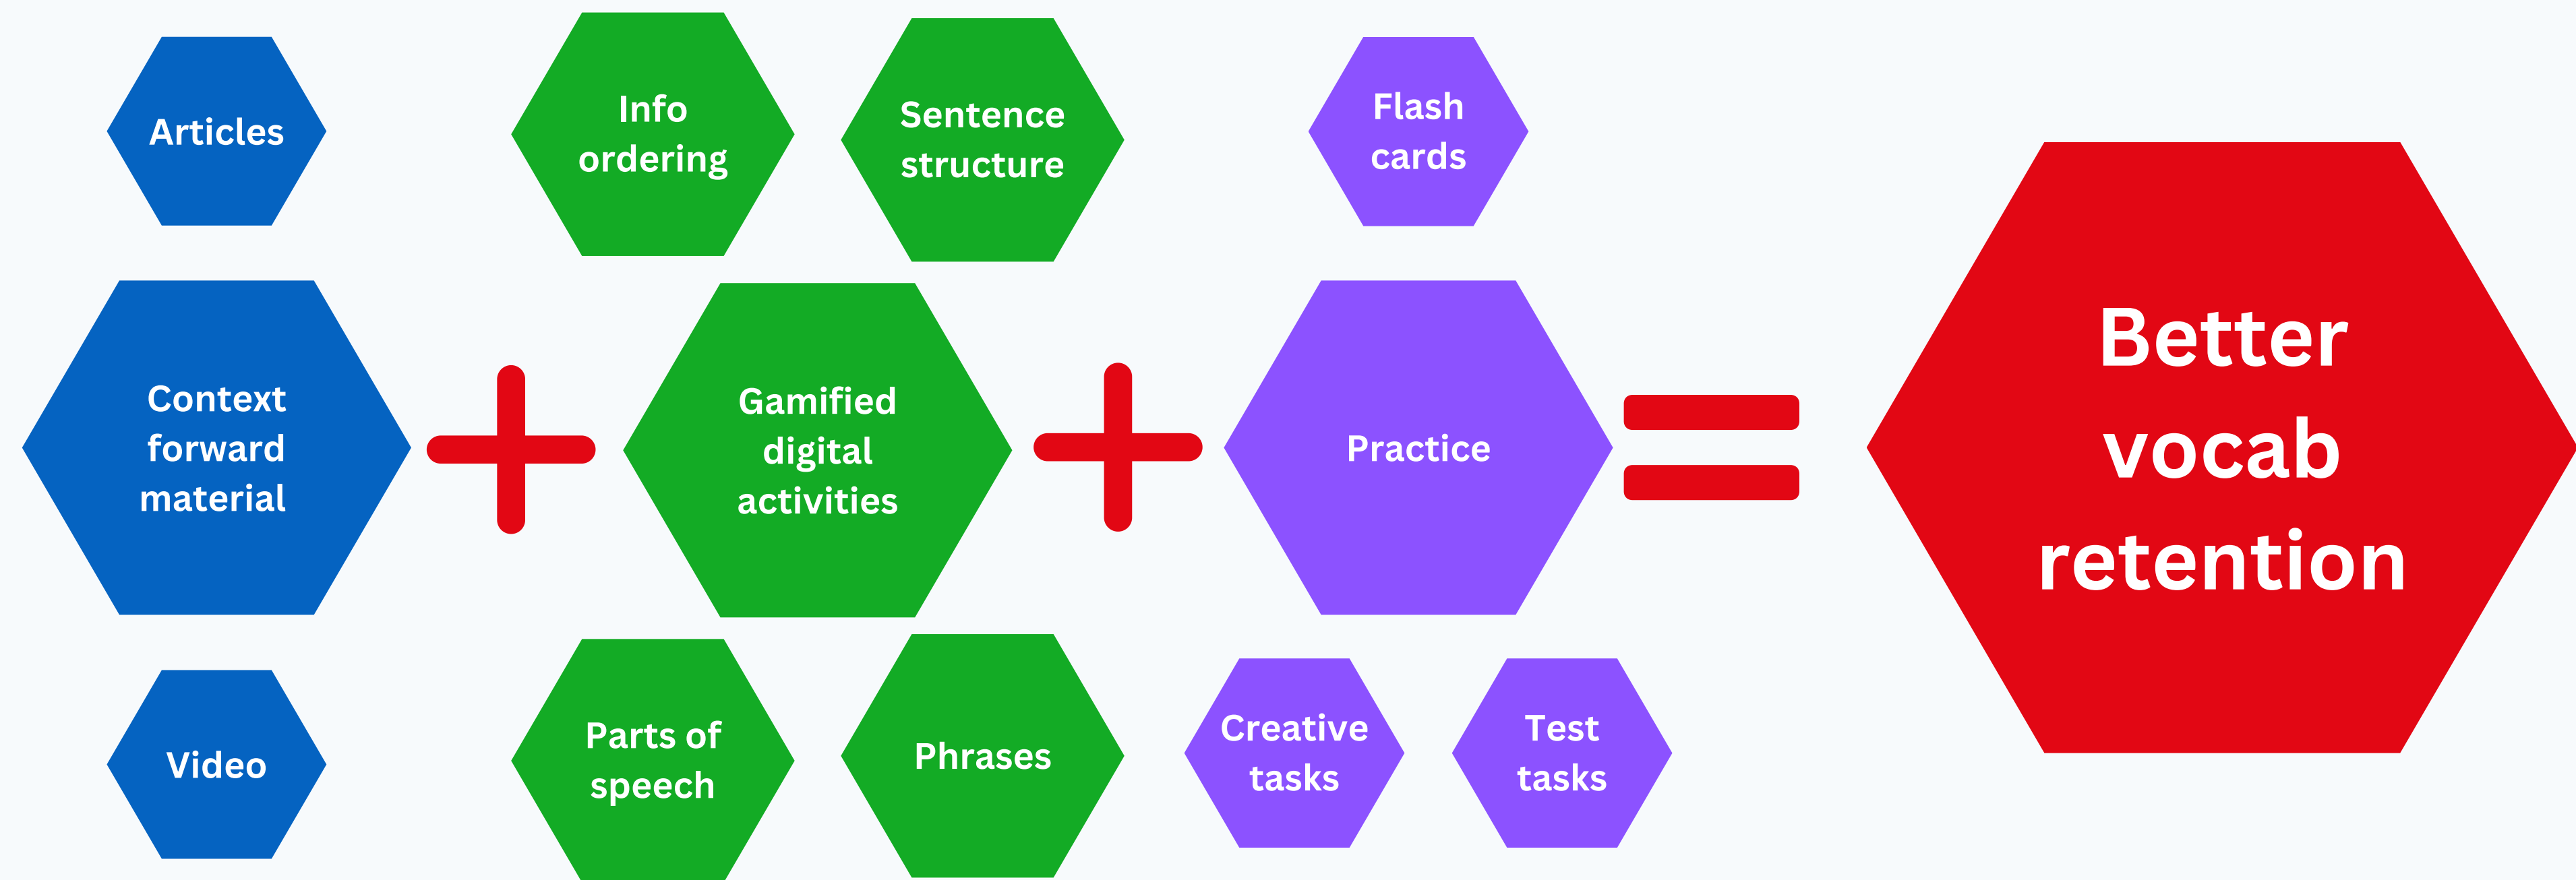 Articles
Info
ordering
Sentence
structure
Flash
cards
Context
forward
material
Gamified
digital
activities
Practice
Better
vocab
retention
Video
Parts of
speech
Phrases
Creative
tasks
Test
tasks